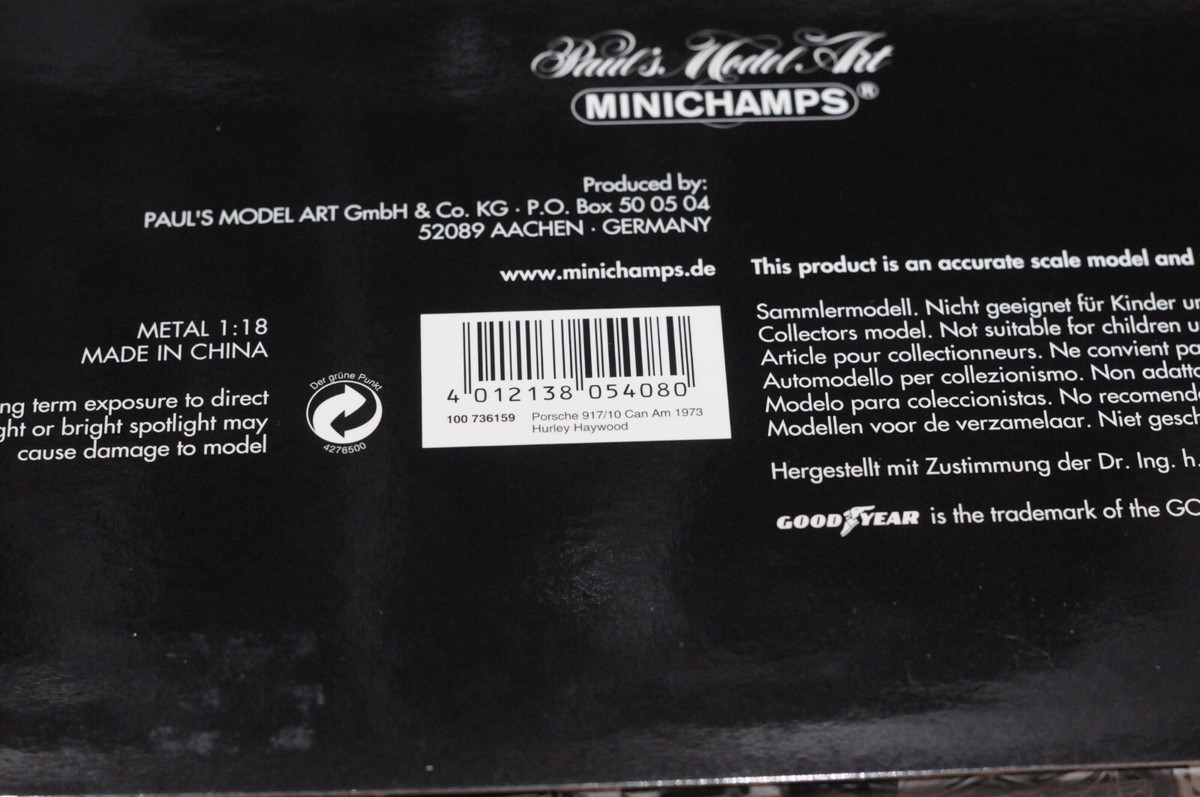 Paul's Model Art
MINICHAMPS®
Produced by:
PAUL'S MODEL ART GmbH & Co. KG · P.O. Box 50 05 04
52089 AACHEN · GERMANY
www.minichamps.de
METAL 1:18
MADE IN CHINA
ng term exposure to direct
ght or bright spotlight may
cause damage to model
Der grüne Punkt
4276500
4 012138 054080
100 736159 Porsche 917/10 Can Am 1973
Hurley Haywood
This product is an accurate scale model and
Sammlermodell. Nicht geeignet für Kinder un
Collectors model. Not suitable for children u
Article pour collectionneurs. Ne convient pa
Automodello per collezionismo. Non adatto
Modelo para coleccionistas. No recomend
Modellen voor de verzamelaar. Niet gesch
Hergestellt mit Zustimmung der Dr. Ing. h.
GOODYEAR is the trademark of the GO